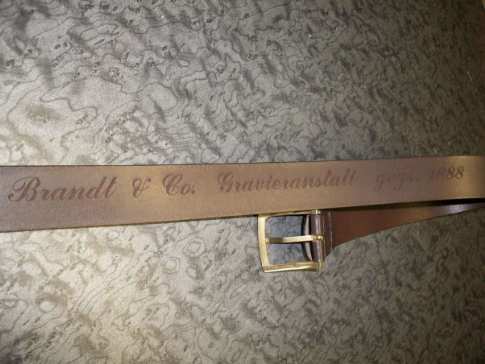 Brandt & Co. Gravieranstalt gegr. 1888